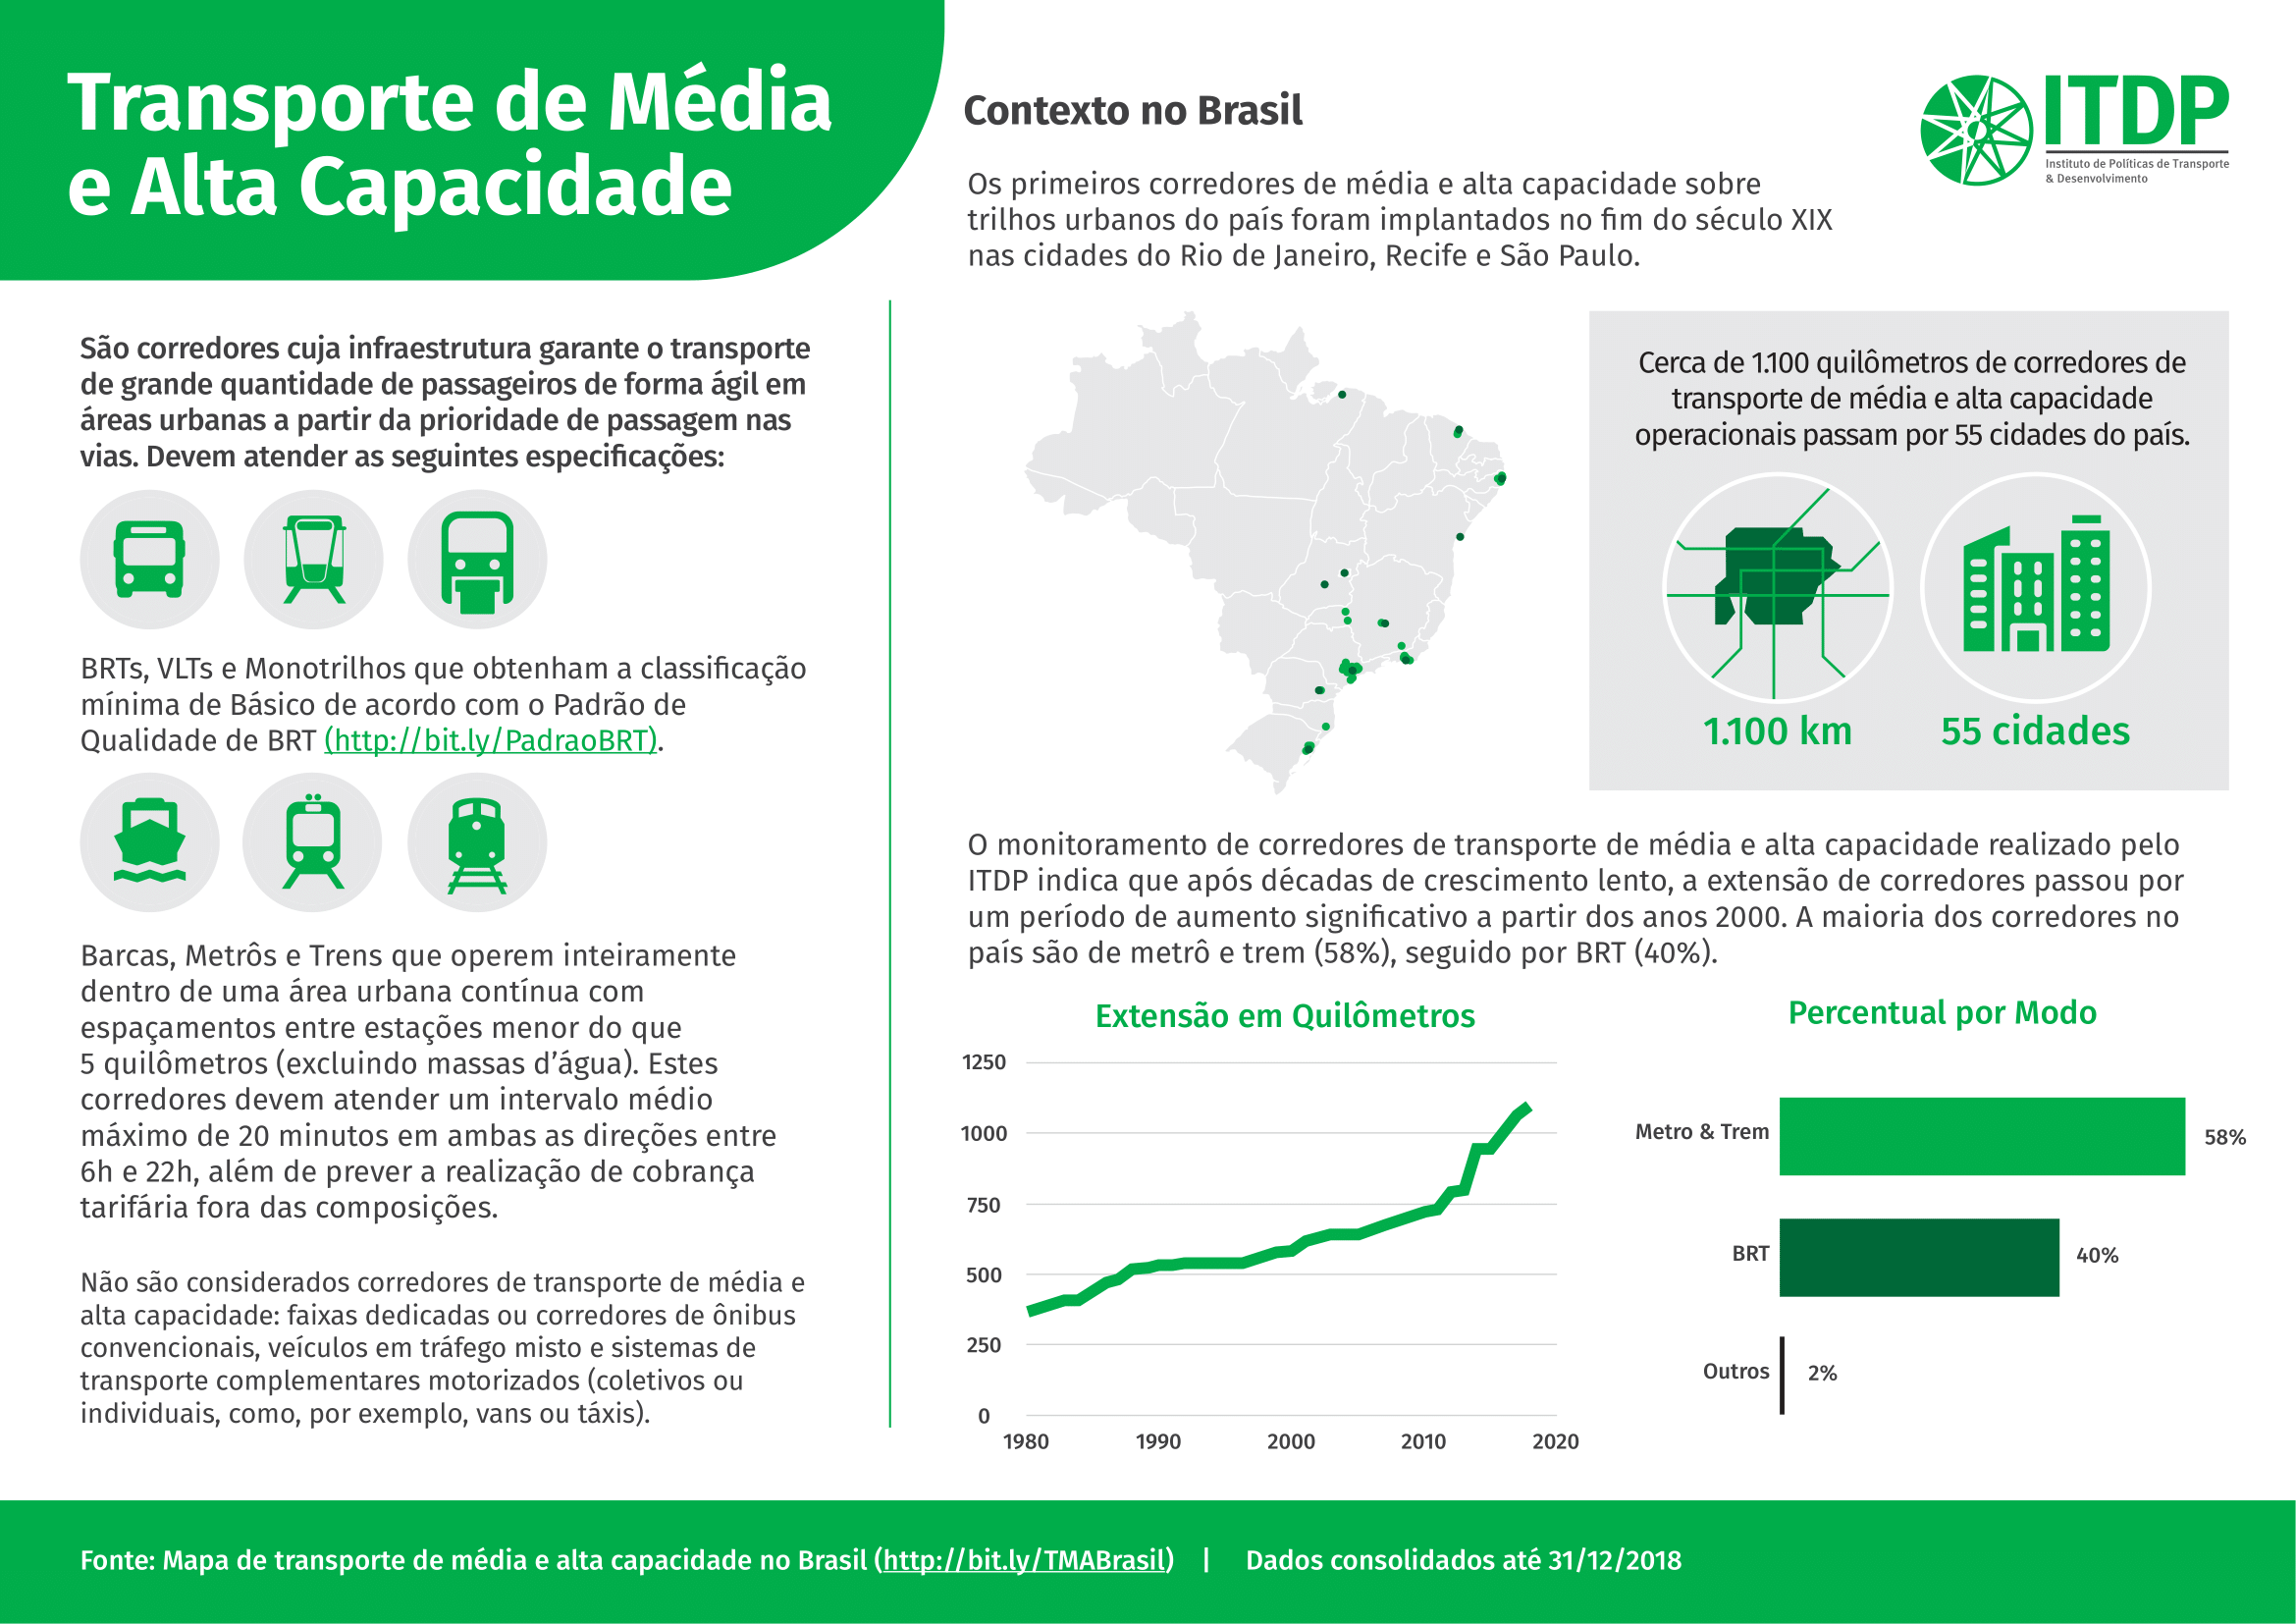 Transporte de Média
e Alta Capacidade
São corredores cuja infraestrutura garante o transporte
de grande quantidade de passageiros de forma ágil em
áreas urbanas a partir da prioridade de passagem nas
vias. Devem atender as seguintes especificações:
BRTs, VLTs e Monotrilhos que obtenham a classificação
mínima de Básico de acordo com o Padrão de
Qualidade de BRT (http://bit.ly/PadraoBRT).
Barcas, Metrôs e Trens que operem inteiramente
dentro de uma área urbana contínua com
espaçamentos entre estações menor do que
5 quilômetros (excluindo massas d’água). Estes
corredores devem atender um intervalo médio
máximo de 20 minutos em ambas as direções entre
6h e 22h, além de prever a realização de cobrança
tarifária fora das composições.
Não são considerados corredores de transporte de média e
alta capacidade: faixas dedicadas ou corredores de ônibus
convencionais, veículos em tráfego misto e sistemas de
transporte complementares motorizados (coletivos ou
individuais, como, por exemplo, vans ou táxis).
Contexto no Brasil
ITDP
Instituto de Políticas de Transporte
& Desenvolvimento
Os primeiros corredores de média e alta capacidade sobre
trilhos urbanos do país foram implantados no fim do século XIX
nas cidades do Rio de Janeiro, Recife e São Paulo.
Cerca de 1.100 quilômetros de corredores de
transporte de média e alta capacidade
operacionais passam por 55 cidades do país.
1.100 km
55 cidades
O monitoramento de corredores de transporte de média e alta capacidade realizado pelo
ITDP indica que após décadas de crescimento lento, a extensão de corredores passou por
um período de aumento significativo a partir dos anos 2000. A maioria dos corredores no
país são de metrô e trem (58%), seguido por BRT (40%).
Extensão em Quilômetros
1250
1000
750
500
250
0
1980 1990 2000 2010 2020
Percentual por Modo
Metro & Trem 58%
BRT 40%
Outros 2%
Fonte: Mapa de transporte de média e alta capacidade no Brasil (http://bit.ly/TMABrasil) | Dados consolidados até 31/12/2018